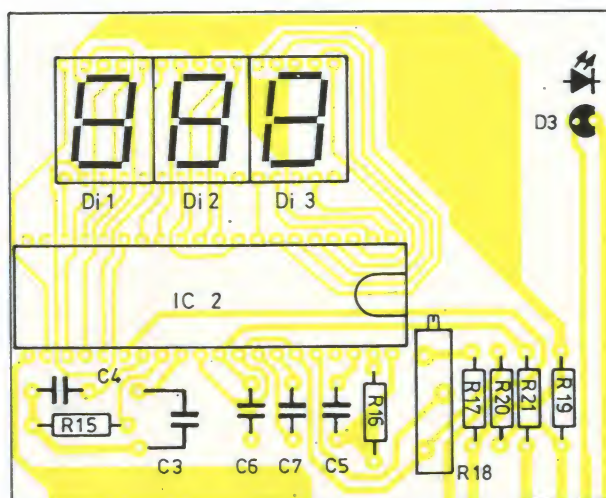 D3
Di 1 Di 2 Di 3
IC 2
C4
R15
C3 C6 C7 C5
R16
R17
R20
R21
R19
R18